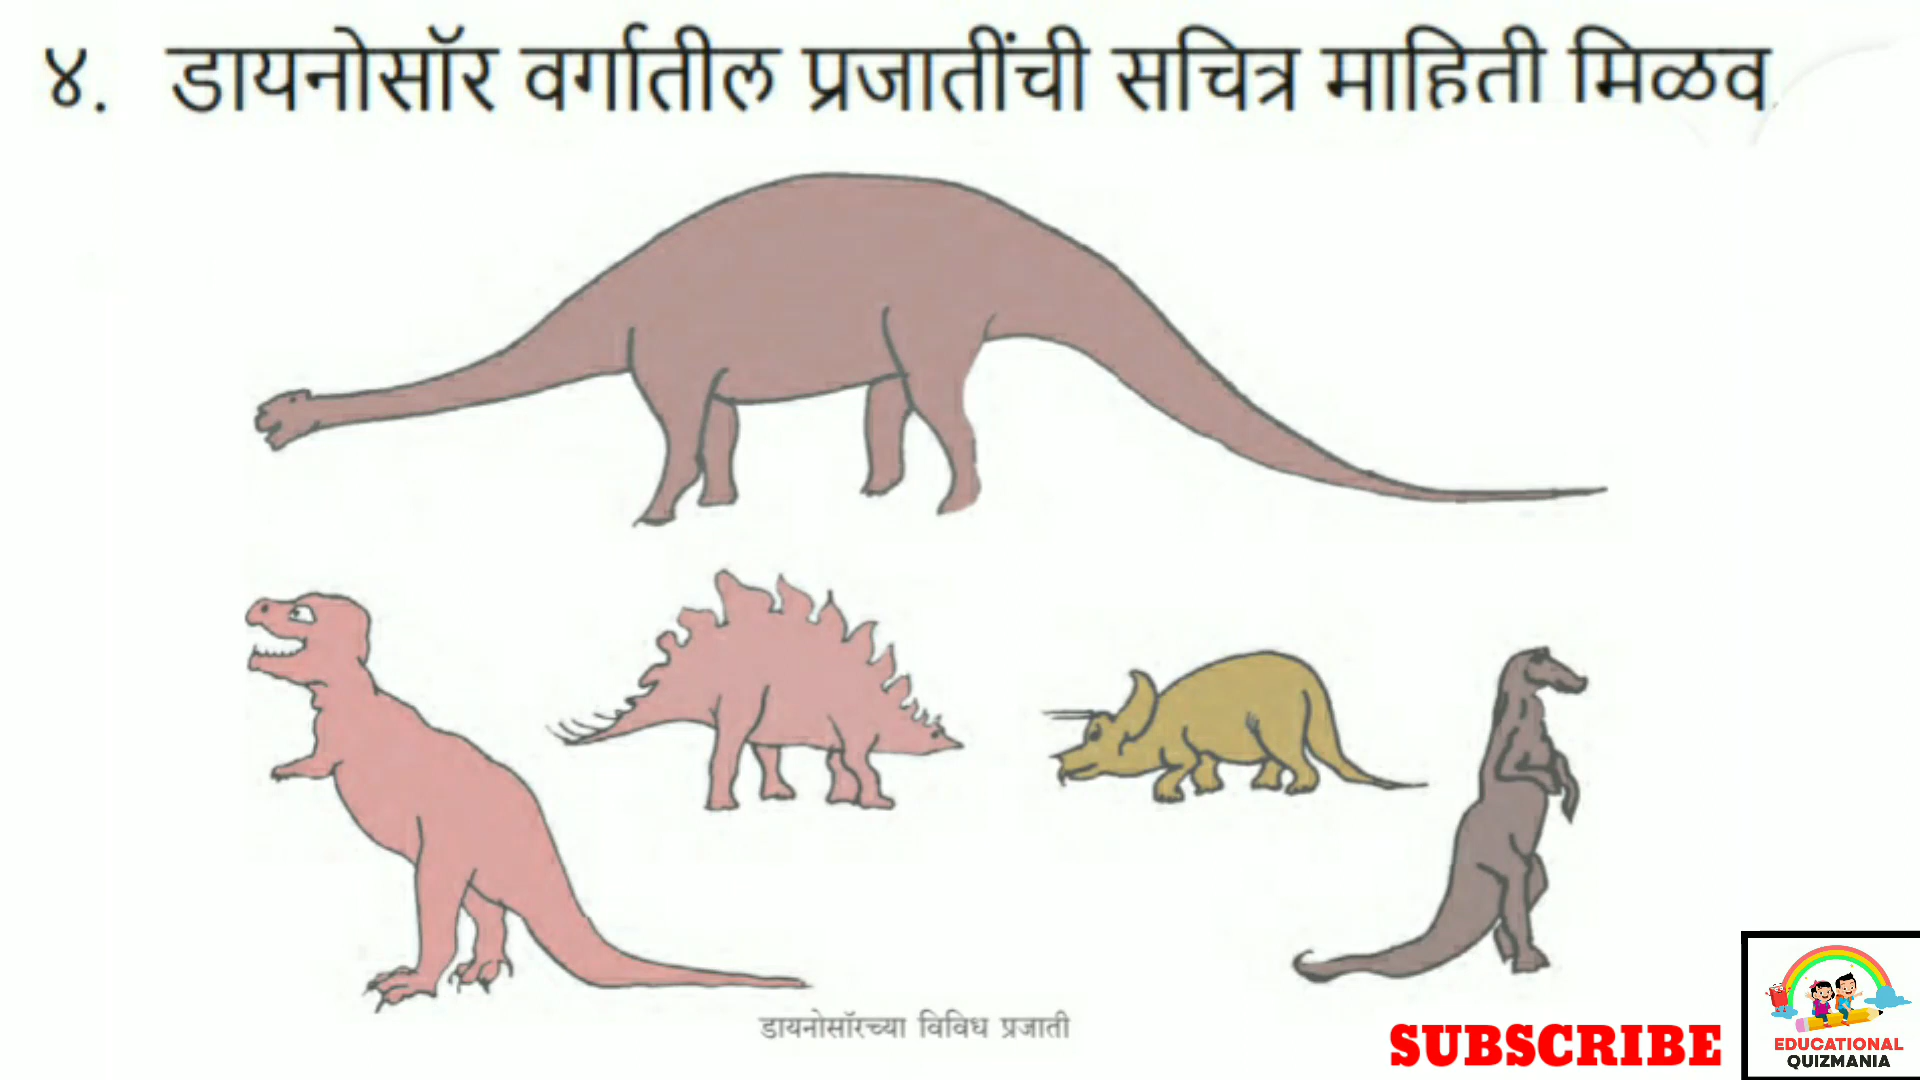 ४. डायनोसॉर वर्गातील प्रजातींची सचित्र माहिती मिळव
डायनोसॉरच्या विविध प्रजाती
SUBSCRIBE
EDUCATIONAL
QUIZMANIA